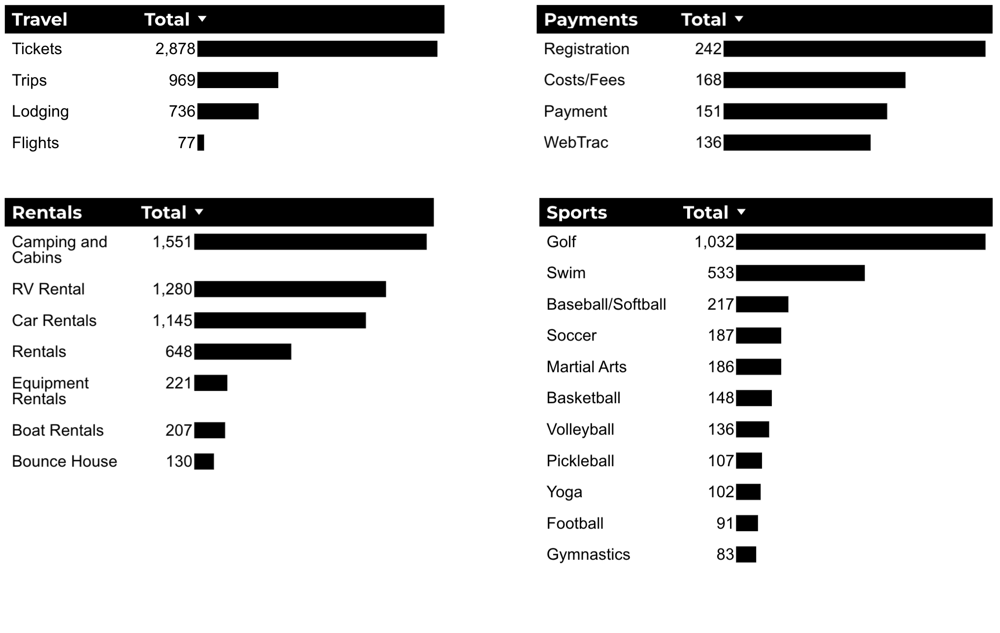 Travel Total ▼
Tickets 2,878
Trips 969
Lodging 736
Flights 77
Payments Total ▼
Registration 242
Costs/Fees 168
Payment 151
WebTrac 136
Rentals Total ▼
Camping and 1,551
Cabins
RV Rental 1,280
Car Rentals 1,145
Rentals 648
Equipment 221
Rentals
Boat Rentals 207
Bounce House 130
Sports Total ▼
Golf 1,032
Swim 533
Baseball/Softball 217
Soccer 187
Martial Arts 186
Basketball 148
Volleyball 136
Pickleball 107
Yoga 102
Football 91
Gymnastics 83